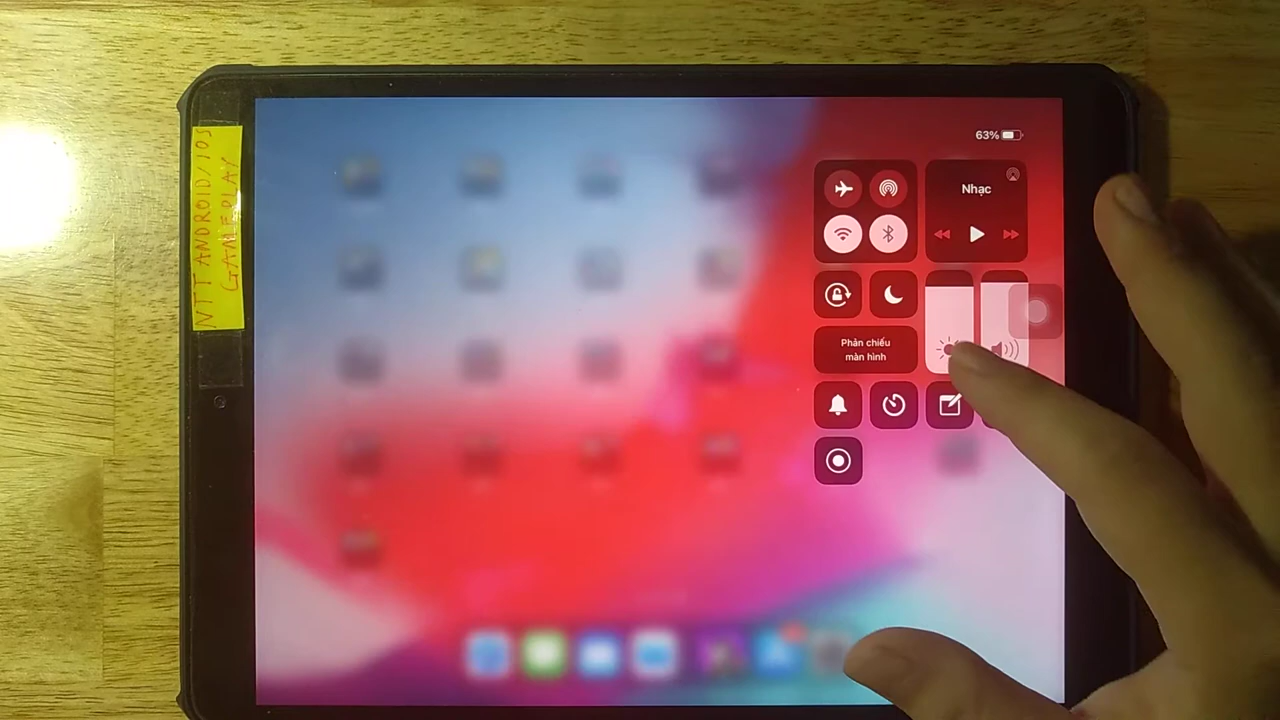 NTT ANDROID/IOS
GAMEPLAY
63%
Nhạc
Phản chiếu
màn hình